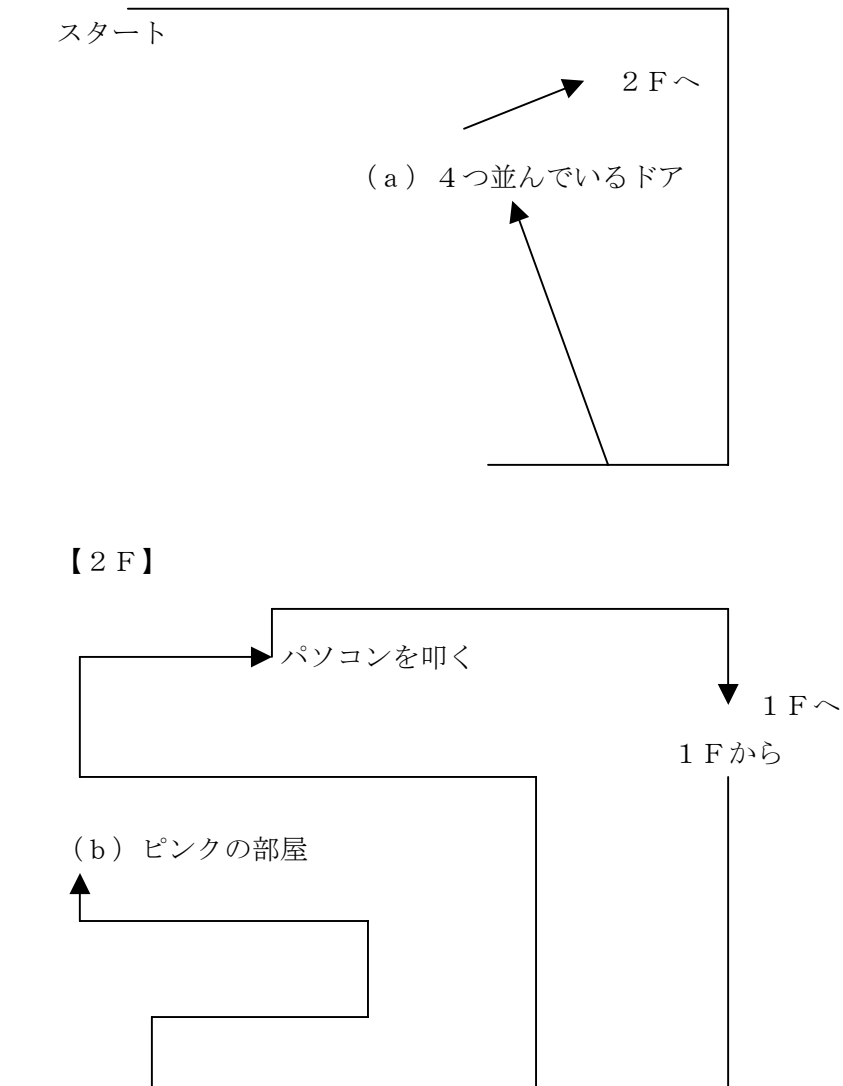 スタート
２Ｆへ
（ａ）４つ並んでいるドア
【２Ｆ】
パソコンを叩く
１Ｆへ
１Ｆから
（ｂ）ピンクの部屋